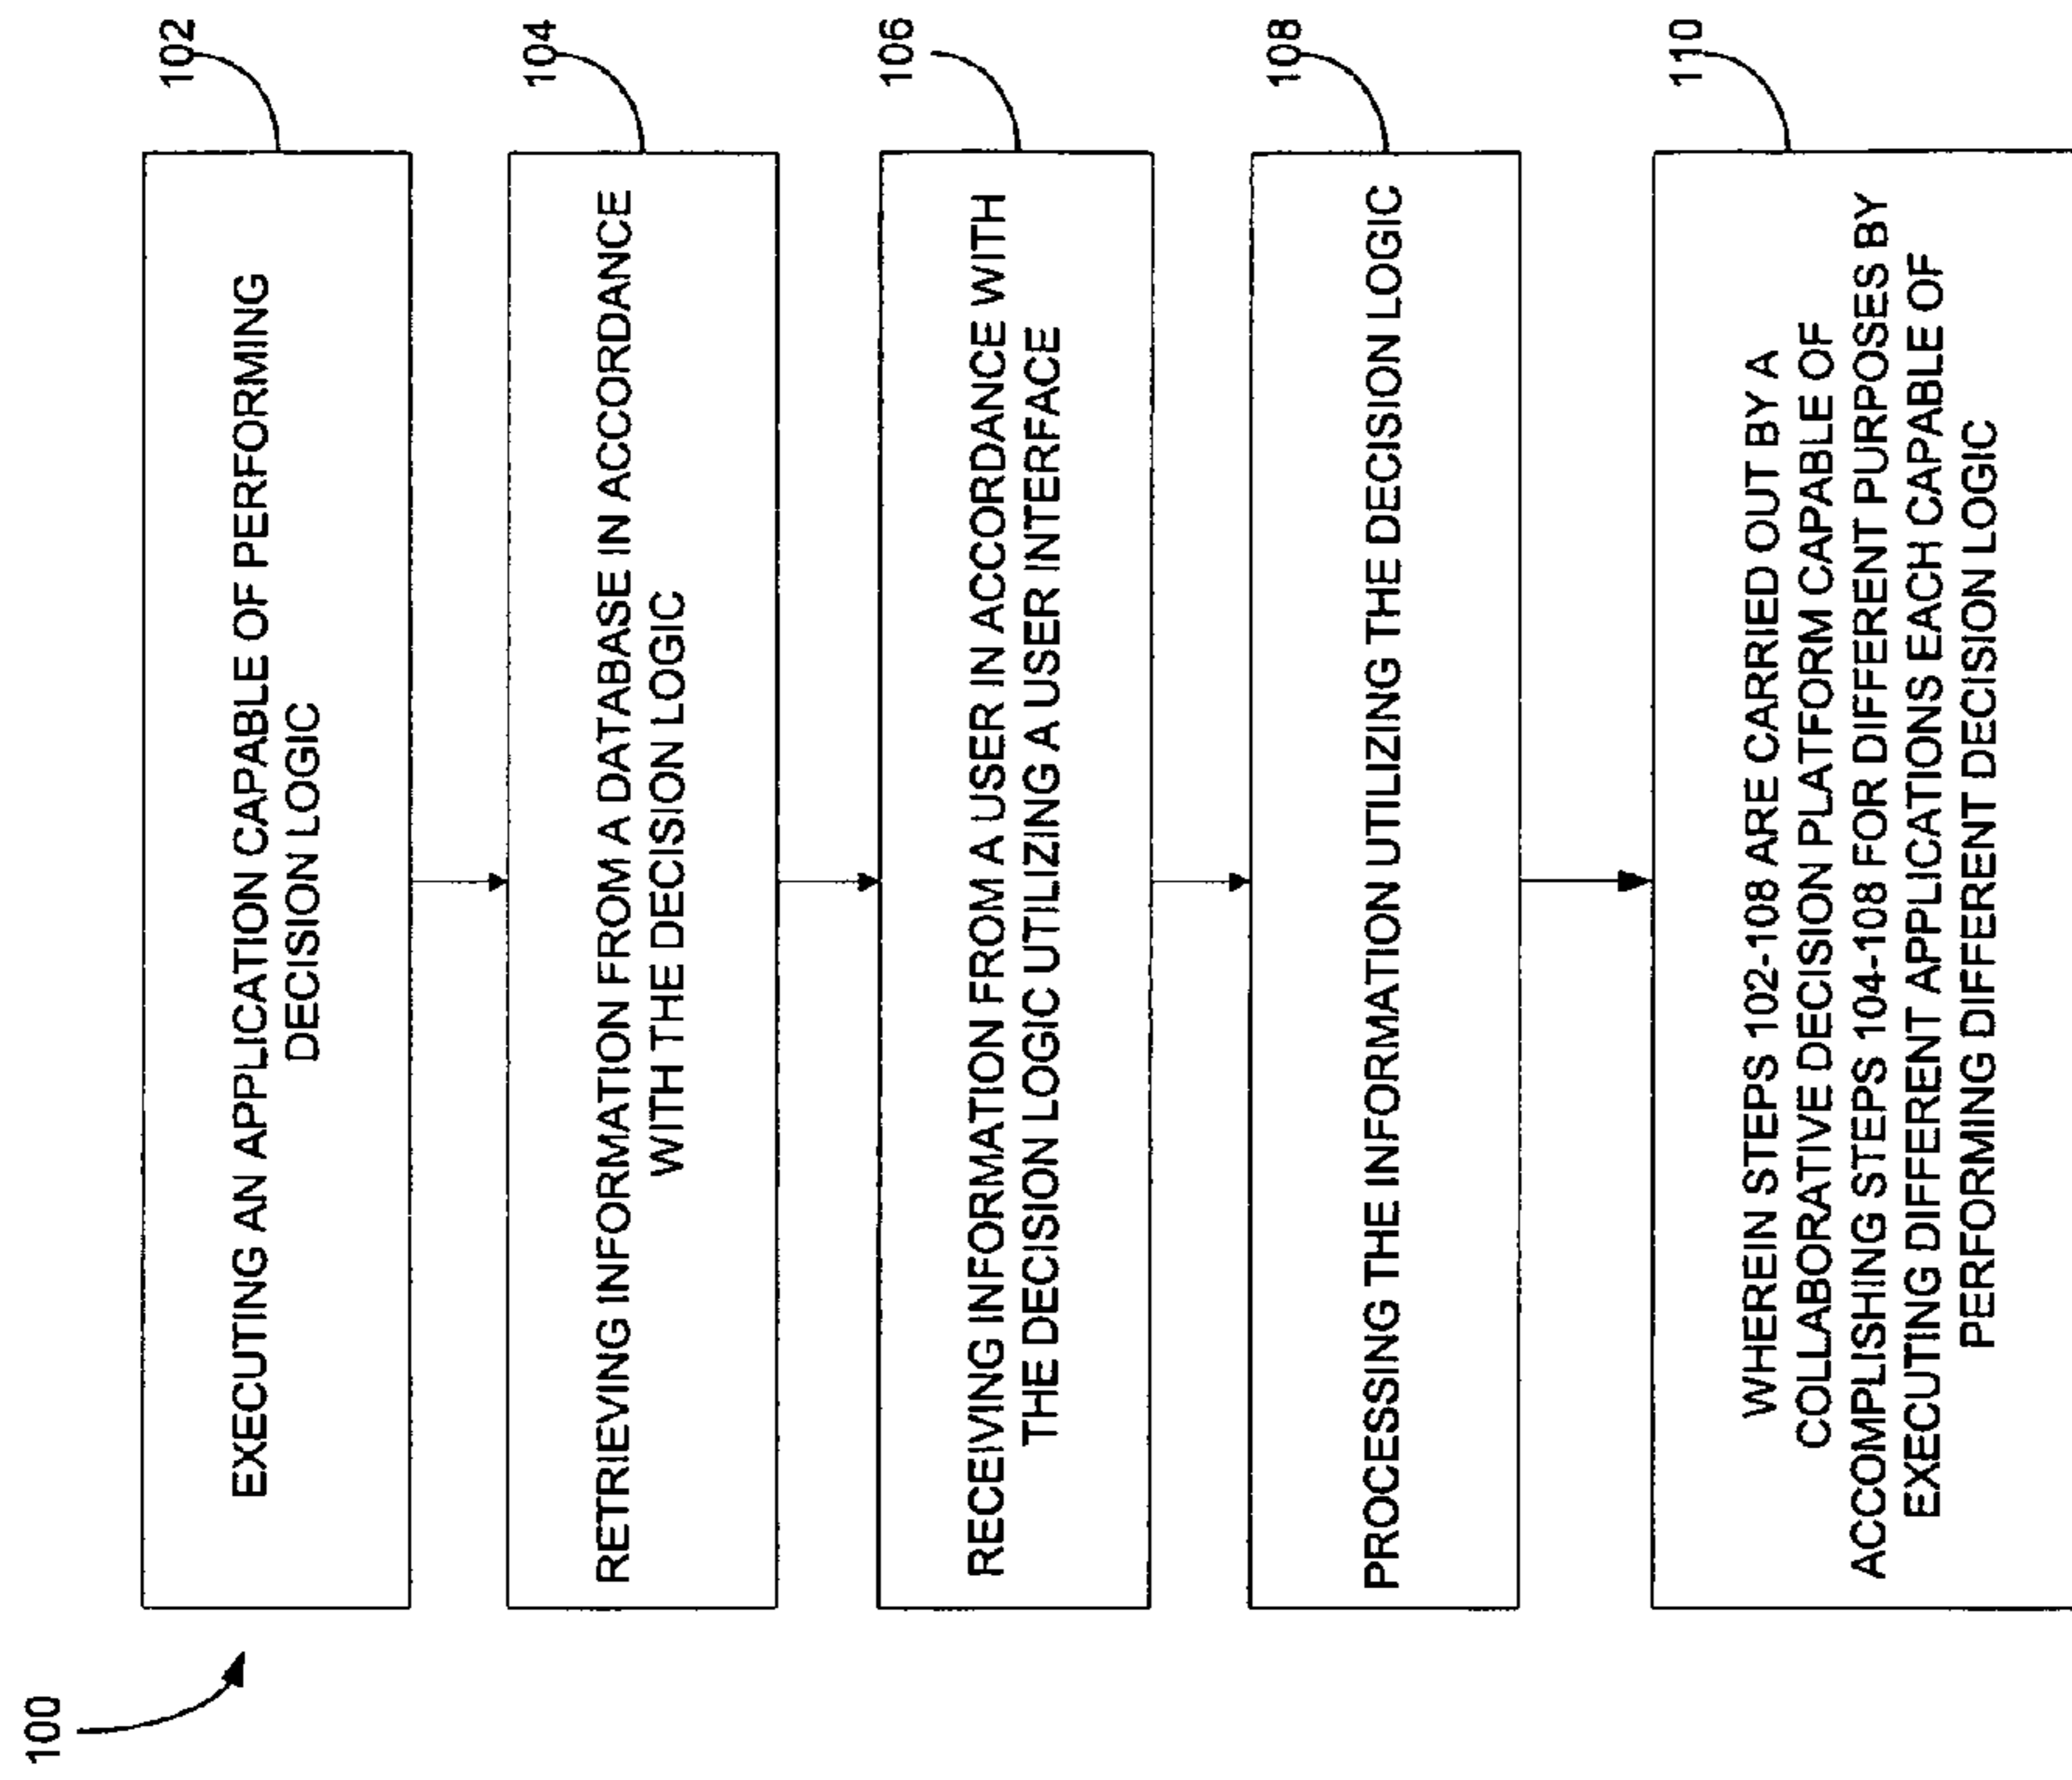 100
102
EXECUTING AN APPLICATION CAPABLE OF PERFORMING
DECISION LOGIC
104
RETRIEVING INFORMATION FROM A DATABASE IN ACCORDANCE
WITH THE DECISION LOGIC
106
RECEIVING INFORMATION FROM A USER IN ACCORDANCE WITH
THE DECISION LOGIC UTILIZING A USER INTERFACE
108
PROCESSING THE INFORMATION UTILIZING THE DECISION LOGIC
110
WHEREIN STEPS 102-108 ARE CARRIED OUT BY A
COLLABORATIVE DECISION PLATFORM CAPABLE OF
ACCOMPLISHING STEPS 104-108 FOR DIFFERENT PURPOSES BY
EXECUTING DIFFERENT APPLICATIONS EACH CAPABLE OF
PERFORMING DIFFERENT DECISION LOGIC